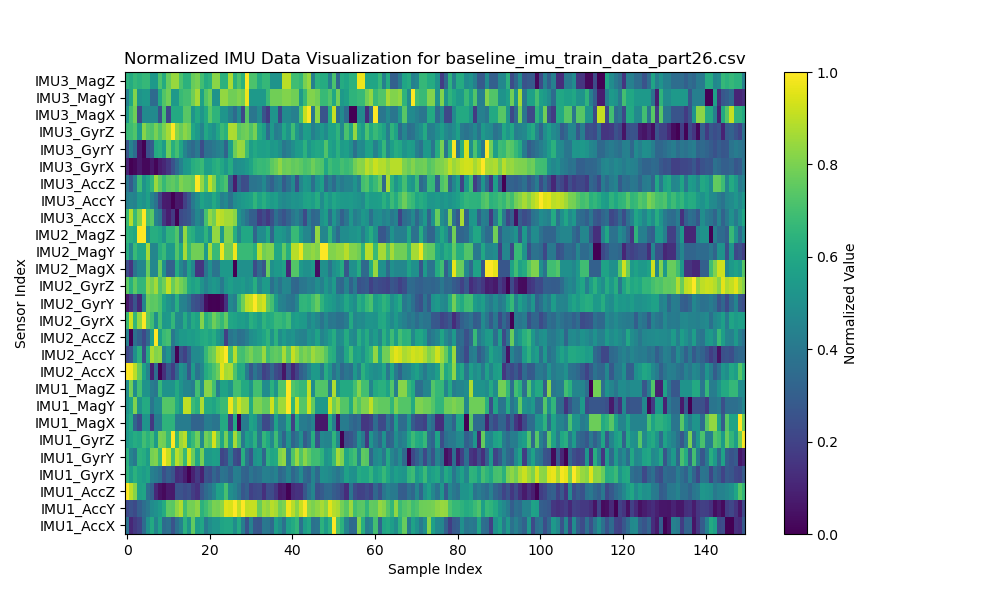 Normalized IMU Data Visualization for baseline_imu_train_data_part26.csv
IMU3_MagZ
IMU3_MagY
IMU3_MagX
IMU3_GyrZ
IMU3_GyrY
IMU3_GyrX
IMU3_AccZ
IMU3_AccY
IMU3_AccX
IMU2_MagZ
IMU2_MagY
IMU2_MagX
IMU2_GyrZ
IMU2_GyrY
IMU2_GyrX
IMU2_AccZ
IMU2_AccY
IMU2_AccX
IMU1_MagZ
IMU1_MagY
IMU1_MagX
IMU1_GyrZ
IMU1_GyrY
IMU1_GyrX
IMU1_AccZ
IMU1_AccY
IMU1_AccX
Sensor Index
0 20 40 60 80 100 120 140
Sample Index
1.0
0.8
0.6
0.4
0.2
0.0
Normalized Value